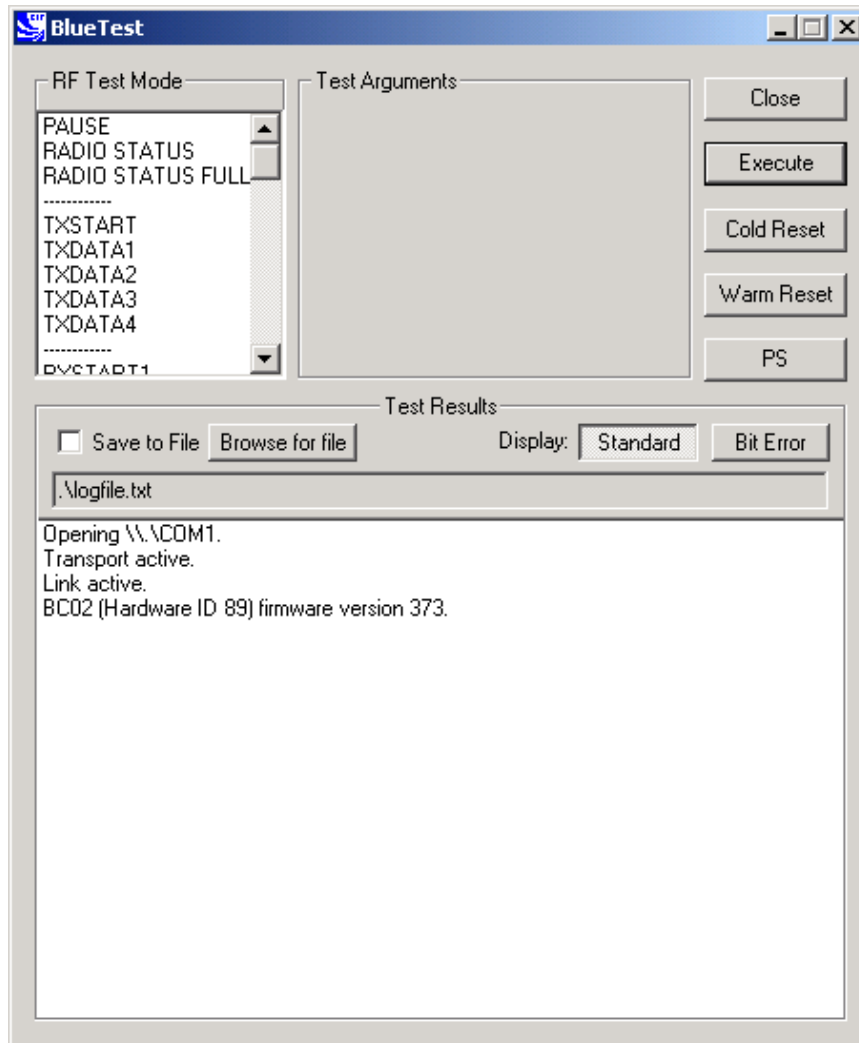 BlueTest
RF Test Mode
PAUSE
RADIO STATUS
RADIO STATUS FULL
------------
TXSTART
TXDATA1
TXDATA2
TXDATA3
TXDATA4
------------
RXSTART1
Test Arguments
Close
Execute
Cold Reset
Warm Reset
PS
Test Results
Save to File
Browse for file
Display:
Standard
Bit Error
.\logfile.txt
Opening \\.\COM1.
Transport active.
Link active.
BC02 (Hardware ID 89) firmware version 373.